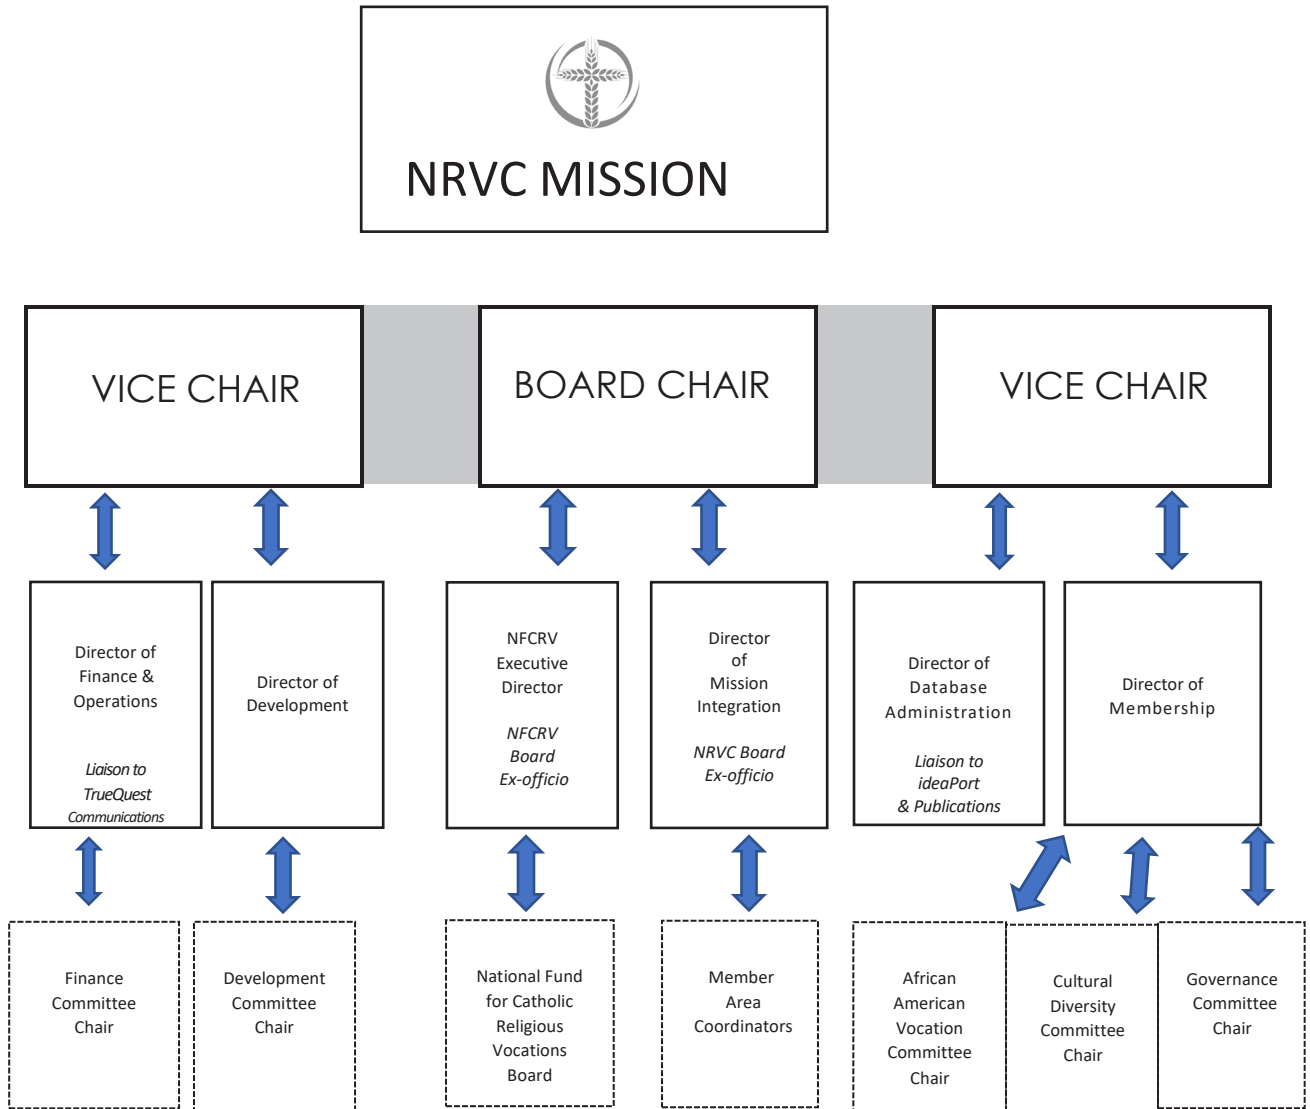 NRVC MISSION
VICE CHAIR
BOARD CHAIR
VICE CHAIR
Director of
Finance &
Operations
Liaison to
TrueQuest
Communications
Director of
Development
NFCRV
Executive
Director
NFCRV
Board
Ex-officio
Director
of
Mission
Integration
NRVC Board
Ex-officio
Director of
Database
Administration
Liaison to
ideaPort
& Publications
Director of
Membership
Finance
Committee
Chair
Development
Committee
Chair
National Fund
for Catholic
Religious
Vocations
Board
Member
Area
Coordinators
African
American
Vocation
Committee
Chair
Cultural
Diversity
Committee
Chair
Governance
Committee
Chair